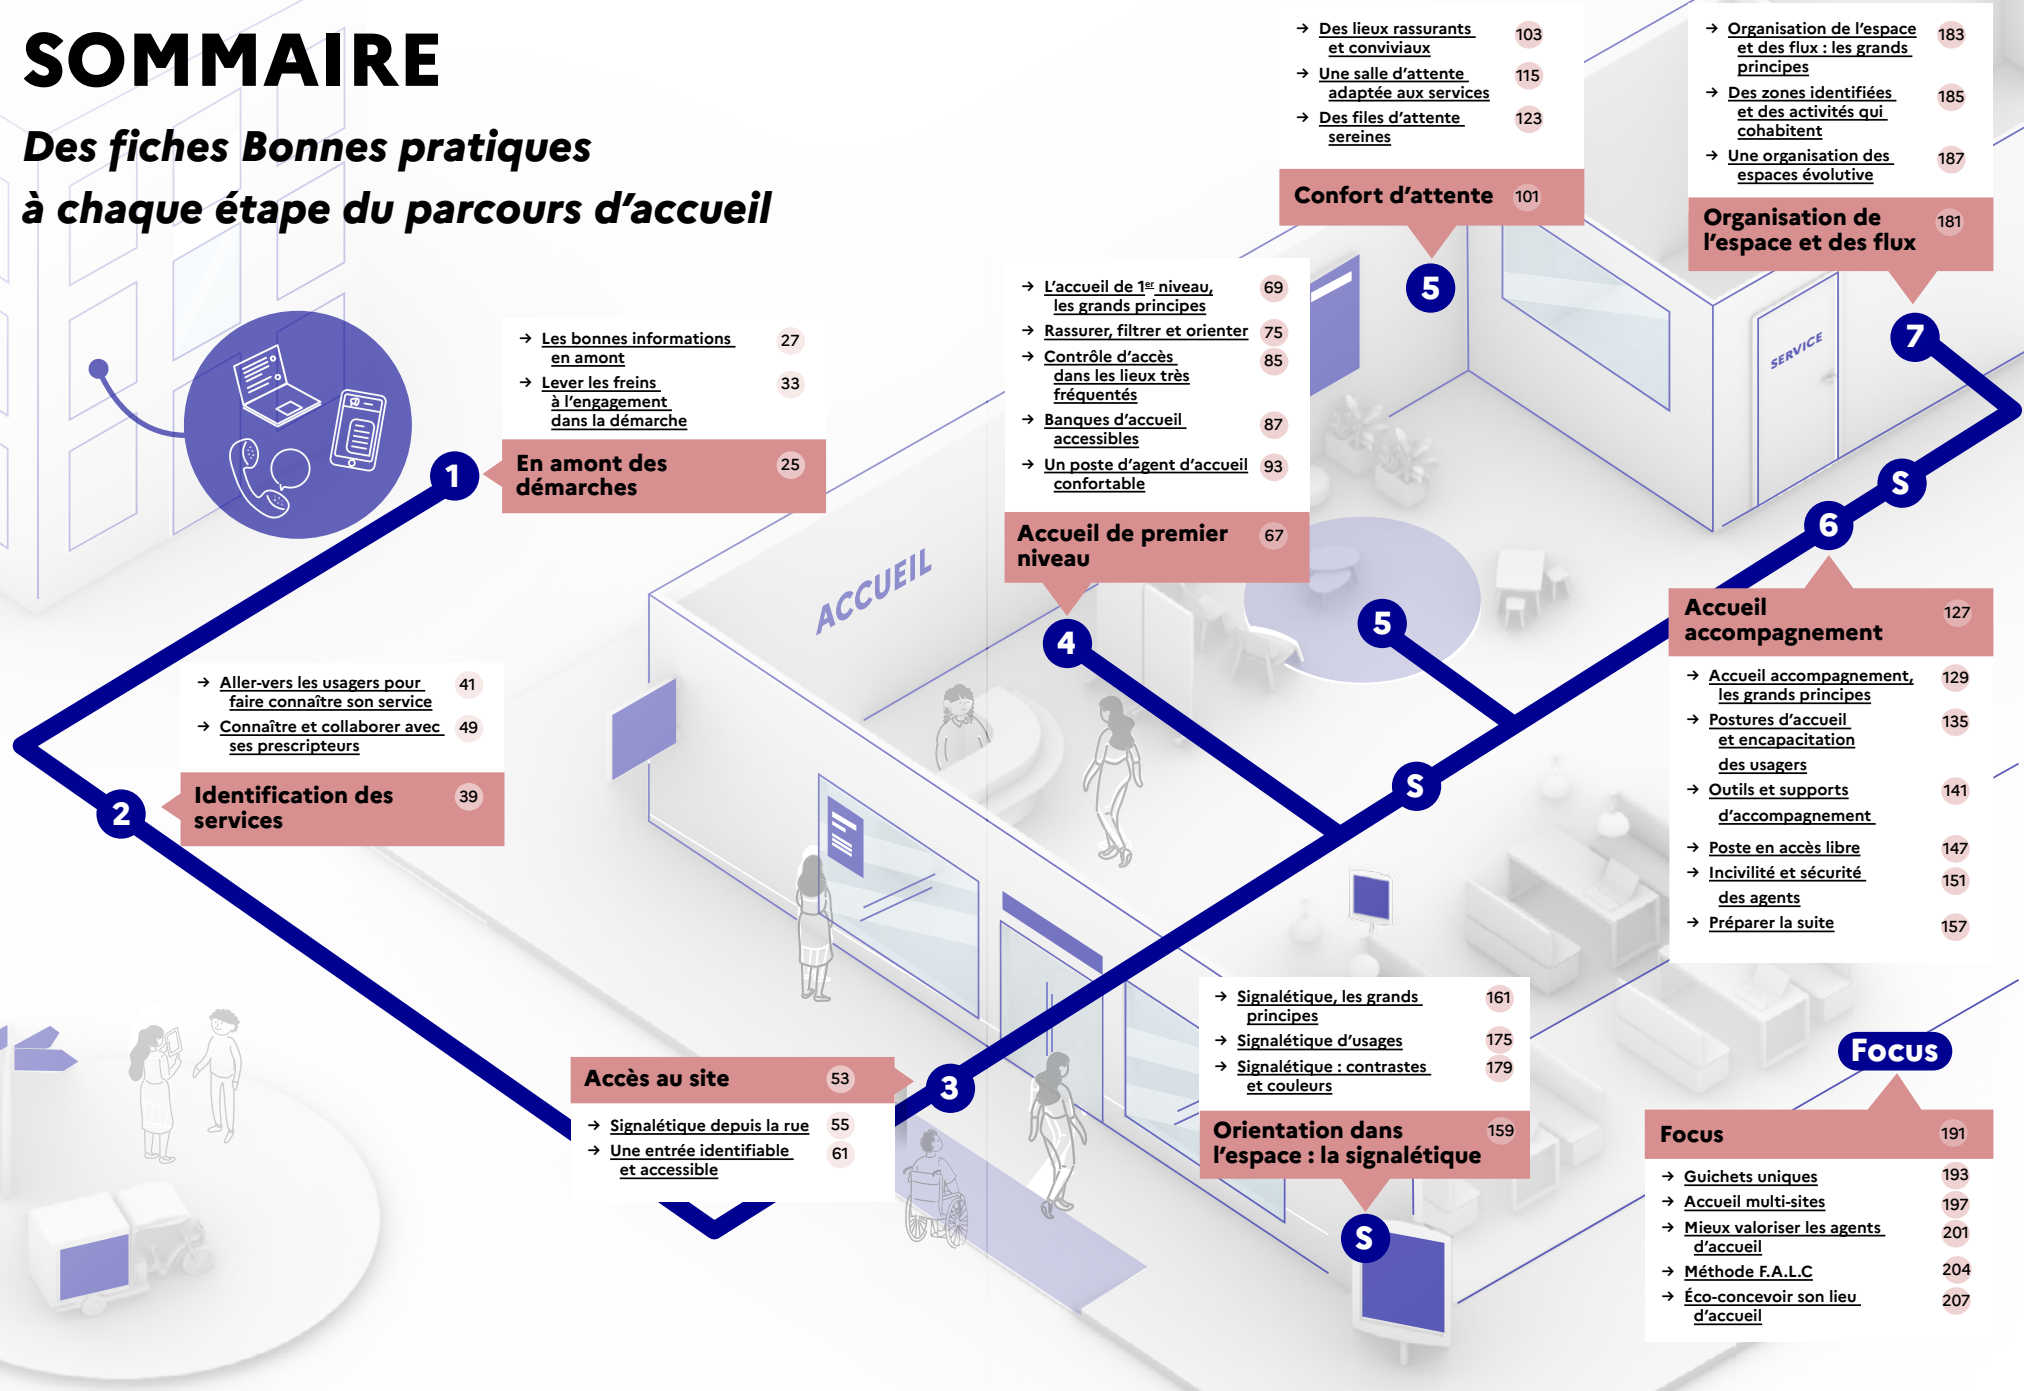 SOMMAIRE
Des fiches Bonnes pratiques
à chaque étape du parcours d'accueil
1
→ Les bonnes informations 27
en amont
→ Lever les freins 33
à l'engagement
dans la démarche
En amont des 25
démarches
2
→ Aller-vers les usagers pour 41
faire connaître son service
→ Connaître et collaborer avec 49
ses prescripteurs
Identification des 39
services
3
Accès au site 53
→ Signalétique depuis la rue 55
→ Une entrée identifiable 61
et accessible
→ L'accueil de 1er niveau, 69
les grands principes
→ Rassurer, filtrer et orienter 75
→ Contrôle d'accès 85
dans les lieux très
fréquentés
→ Banques d'accueil 87
accessibles
→ Un poste d'agent d'accueil 93
confortable
Accueil de premier 67
niveau
4
ACCUEIL
→ Des lieux rassurants 103
et conviviaux
→ Une salle d'attente 115
adaptée aux services
→ Des files d'attente 123
sereines
Confort d'attente 101
5
5
→ Organisation de l'espace 183
et des flux : les grands
principes
→ Des zones identifiées 185
et des activités qui
cohabitent
→ Une organisation des 187
espaces évolutive
Organisation de 181
l'espace et des flux
7
SERVICE
S
6
Accueil 127
accompagnement
→ Accueil accompagnement, 129
les grands principes
→ Postures d'accueil 135
et encapacitation
des usagers
→ Outils et supports 141
d'accompagnement
→ Poste en accès libre 147
→ Incivilité et sécurité 151
des agents
→ Préparer la suite 157
S
→ Signalétique, les grands 161
principes
→ Signalétique d'usages 175
→ Signalétique : contrastes 179
et couleurs
Orientation dans 159
l'espace : la signalétique
S
Focus
Focus 191
→ Guichets uniques 193
→ Accueil multi-sites 197
→ Mieux valoriser les agents 201
d'accueil
→ Méthode F.A.L.C 204
→ Éco-concevoir son lieu 207
d'accueil